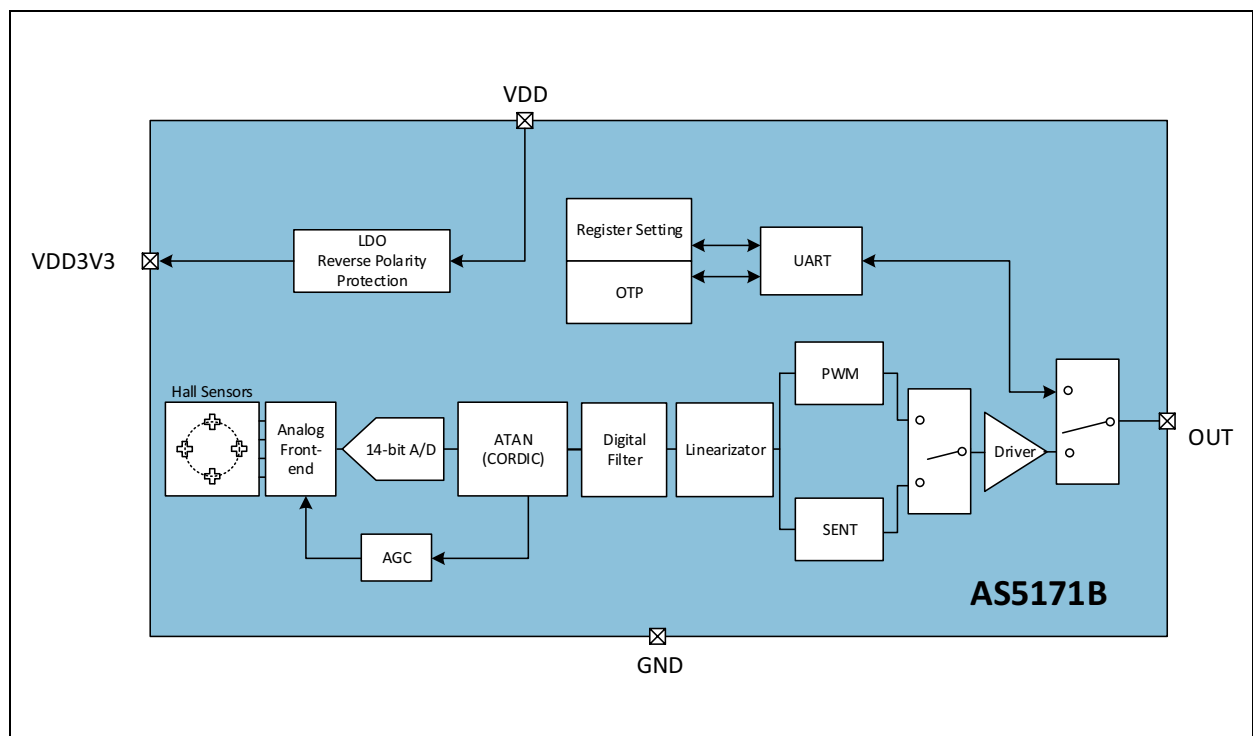 VDD
VDD3V3
LDO
Reverse Polarity
Protection
Register Setting
OTP
UART
Hall Sensors
Analog
Front-
end
14-bit A/D
ATAN
(CORDIC)
Digital
Filter
Linearizator
PWM
SENT
Driver
OUT
AGC
AS5171B
GND